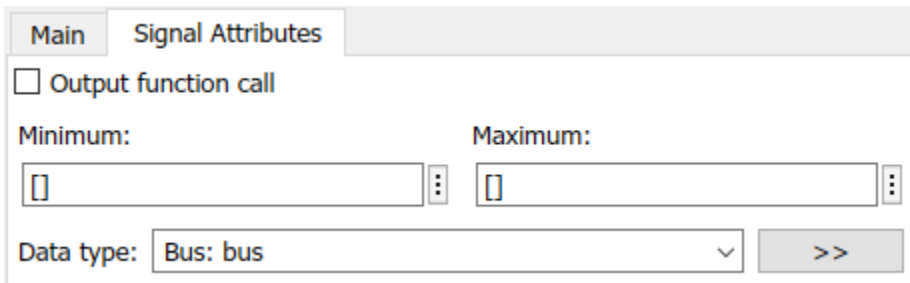 Main Signal Attributes
Output function call
Minimum: Maximum:
[] []
Data type: Bus: bus >>